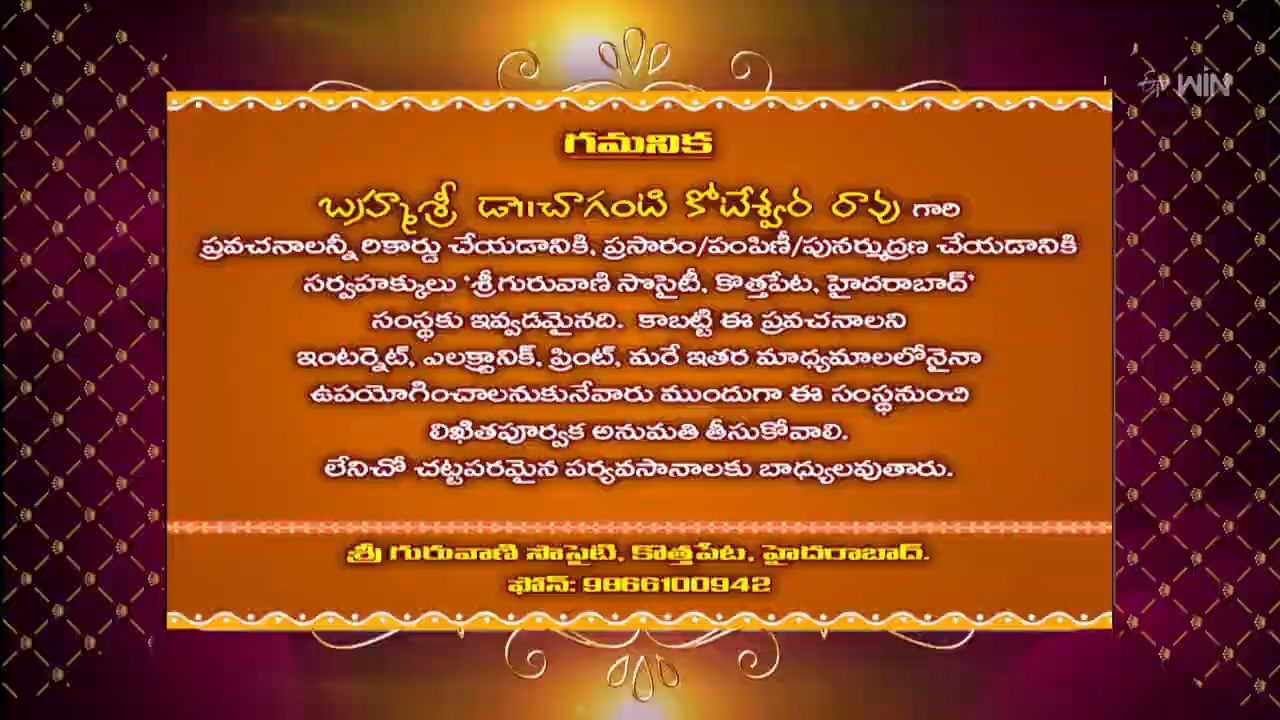 ఈటీవీ WIN
గమనిక
బ్రహ్మశ్రీ డా॥చాగంటి కోటేశ్వర రావు గారి
ప్రవచనాలన్నీ రికార్డు చేయడానికి, ప్రసారం/పంపిణీ/పునర్ముద్రణ చేయడానికి
సర్వహక్కులు 'శ్రీగురువాణి సొసైటీ, కొత్తపేట, హైదరాబాద్'
సంస్థకు ఇవ్వడమైనది. కాబట్టి ఈ ప్రవచనాలని
ఇంటర్నెట్, ఎలక్ట్రానిక్, ప్రింట్, మరే ఇతర మాధ్యమాలలోనైనా
ఉపయోగించాలనుకునేవారు ముందుగా ఈ సంస్థనుంచి
లిఖితపూర్వక అనుమతి తీసుకోవాలి.
లేనిచో చట్టపరమైన పర్యవసానాలకు బాధ్యులవుతారు.
శ్రీ గురువాణి సొసైటి, కొత్తపేట, హైదరాబాద్.
ఫోన్: 9866100942